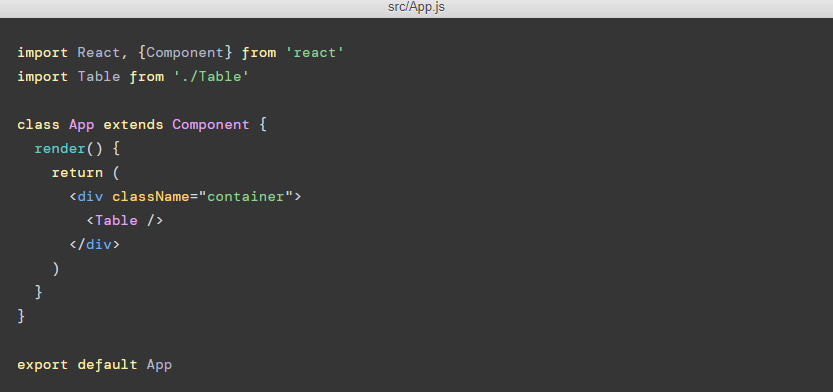 src/App.js
import React, {Component} from 'react'
import Table from './Table'
class App extends Component {
render() {
return (
<div className="container">
<Table />
</div>
)
}
}
export default App